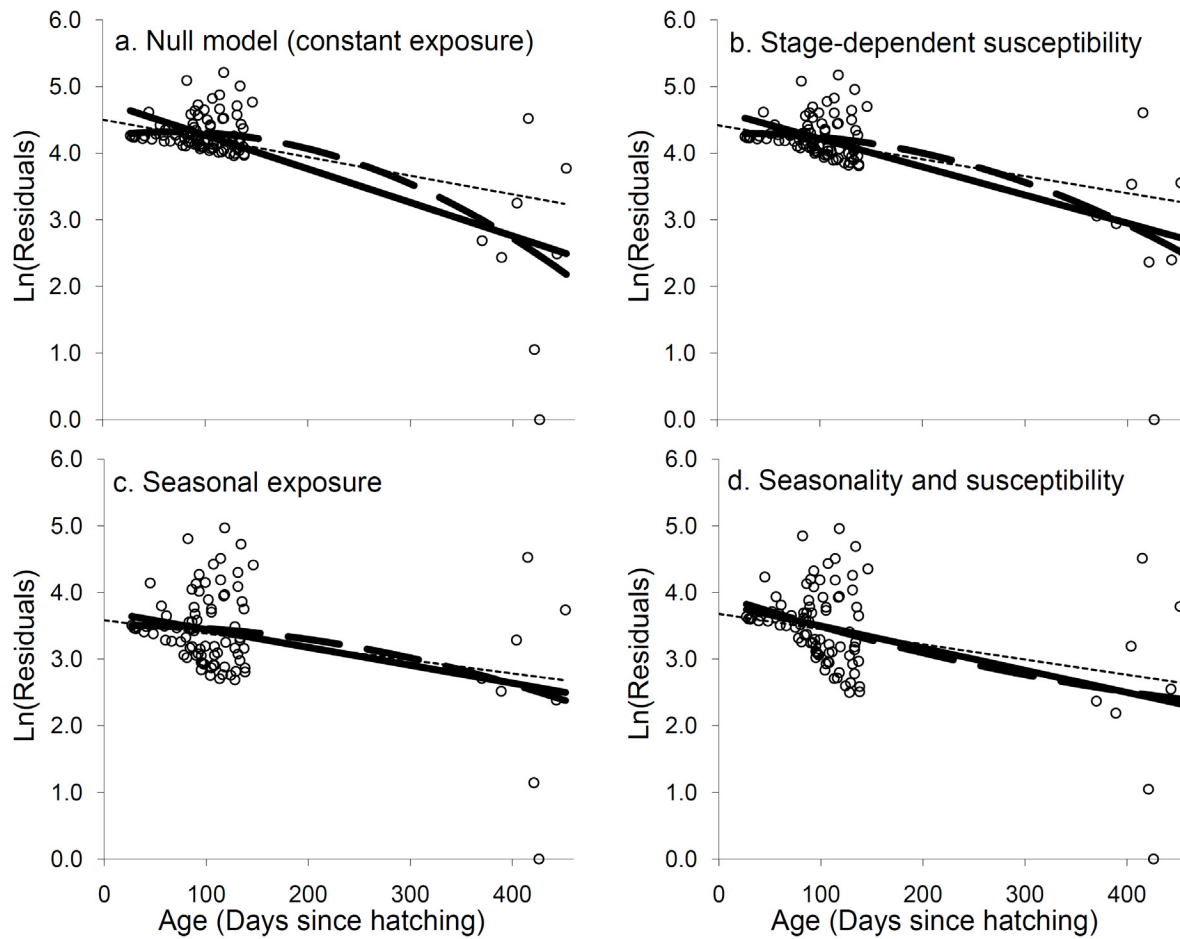 a. Null model (constant exposure)
Ln(Residuals)
6.0
5.0
4.0
3.0
2.0
1.0
0.0
b. Stage-dependent susceptibility
Ln(Residuals)
6.0
5.0
4.0
3.0
2.0
1.0
0.0
c. Seasonal exposure
Ln(Residuals)
6.0
5.0
4.0
3.0
2.0
1.0
0.0
0 100 200 300 400
Age (Days since hatching)
d. Seasonality and susceptibility
Ln(Residuals)
6.0
5.0
4.0
3.0
2.0
1.0
0.0
0 100 200 300 400
Age (Days since hatching)